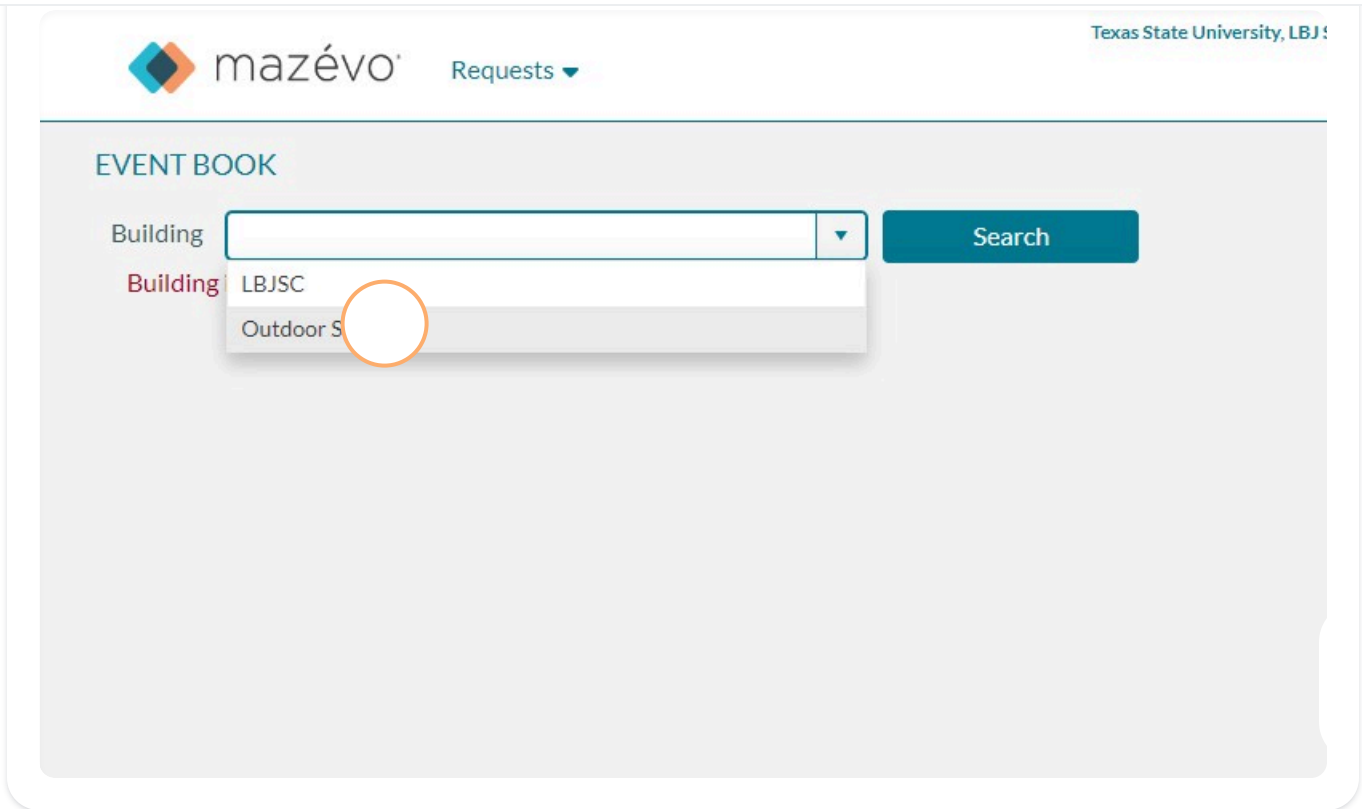 Texas State University, LBJ
mazévo
Requests
EVENT BOOK
Building
Search
Building
LBJSC
Outdoor